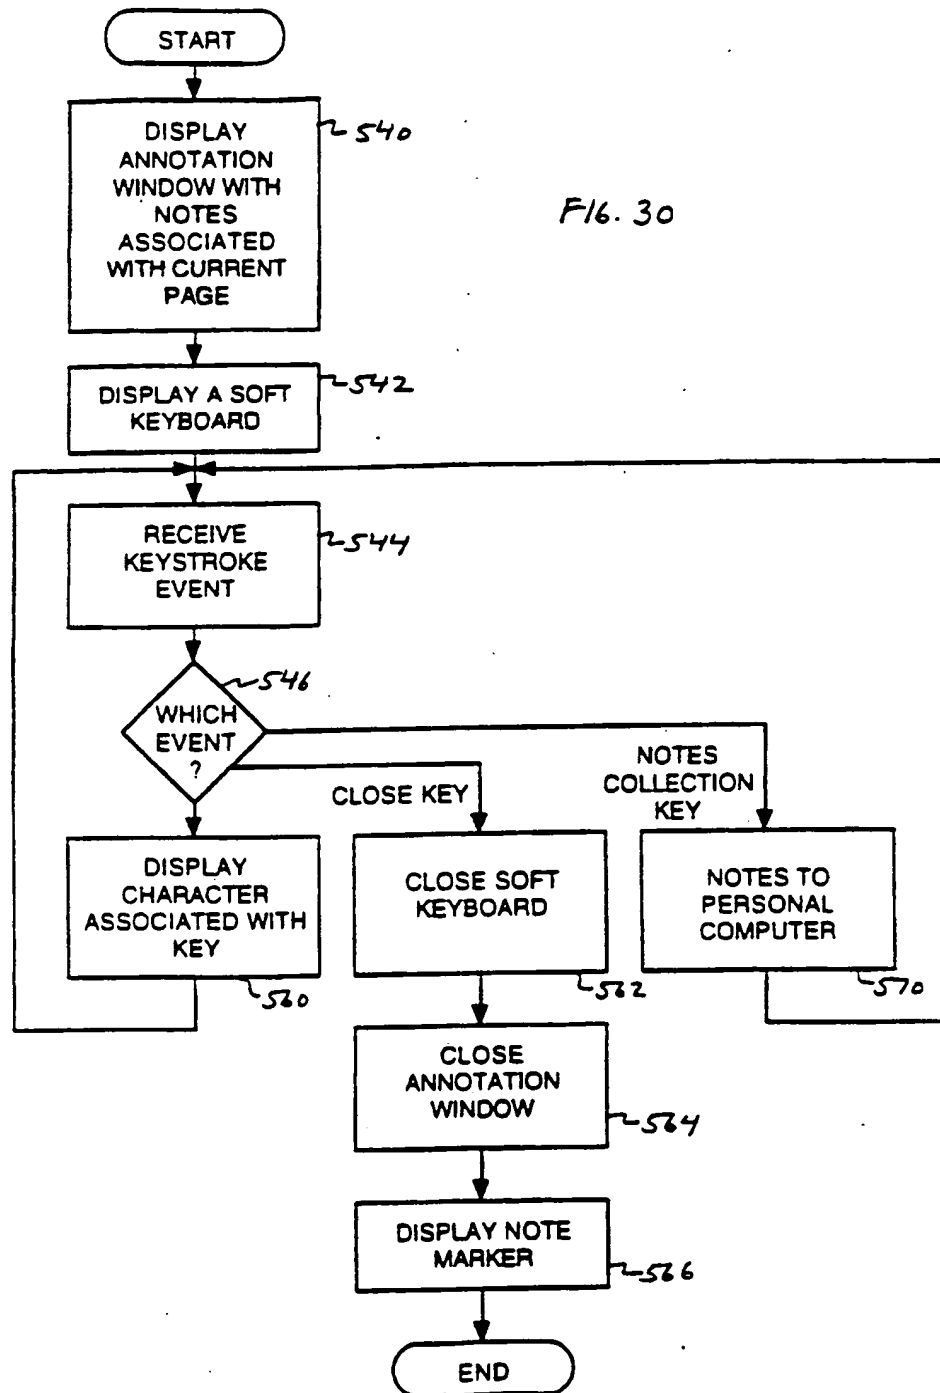 START
DISPLAY
ANNOTATION
WINDOW WITH
NOTES
ASSOCIATED
WITH CURRENT
PAGE
540
FIG. 30
DISPLAY A SOFT
KEYBOARD
542
RECEIVE
KEYSTROKE
EVENT
544
WHICH
EVENT
?
546
CLOSE KEY
NOTES
COLLECTION
KEY
DISPLAY
CHARACTER
ASSOCIATED WITH
KEY
560
CLOSE SOFT
KEYBOARD
562
NOTES TO
PERSONAL
COMPUTER
570
CLOSE
ANNOTATION
WINDOW
564
DISPLAY NOTE
MARKER
566
END